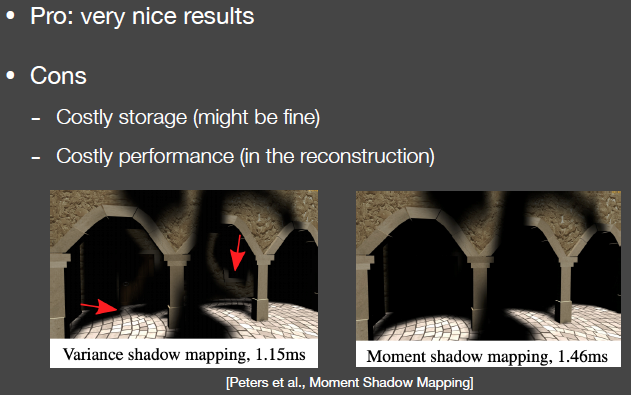 • Pro: very nice results
• Cons
– Costly storage (might be fine)
– Costly performance (in the reconstruction)
Variance shadow mapping, 1.15ms
Moment shadow mapping, 1.46ms
[Peters et al., Moment Shadow Mapping]